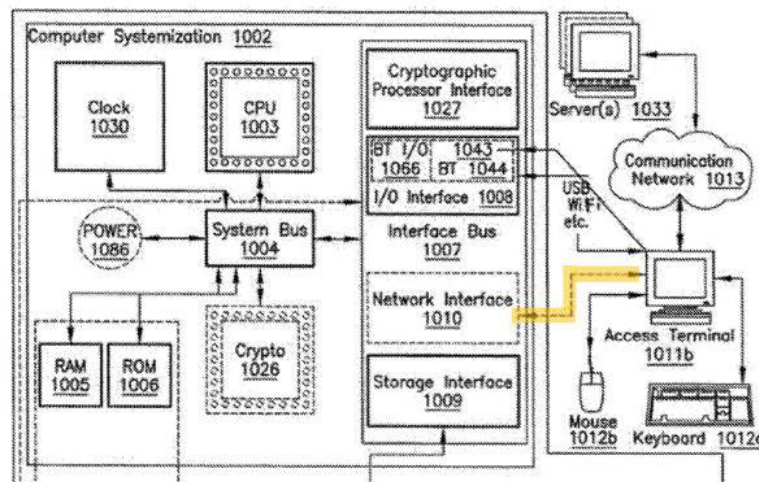 Computer Systemization 1002
Clock
1030
CPU
1003
Cryptographic
Processor Interface
1027
BT I/O
1066
1043
BT 1044
I/O Interface 1008
POWER
1086
System Bus
1004
Interface Bus
1007
RAM
1005
ROM
1006
Crypto
1026
Network Interface
1010
Storage Interface
1009
Server(s) 1033
Communication
Network 1013
USB
WiFi
etc.
Access Terminal
1011b
Mouse
1012b
Keyboard